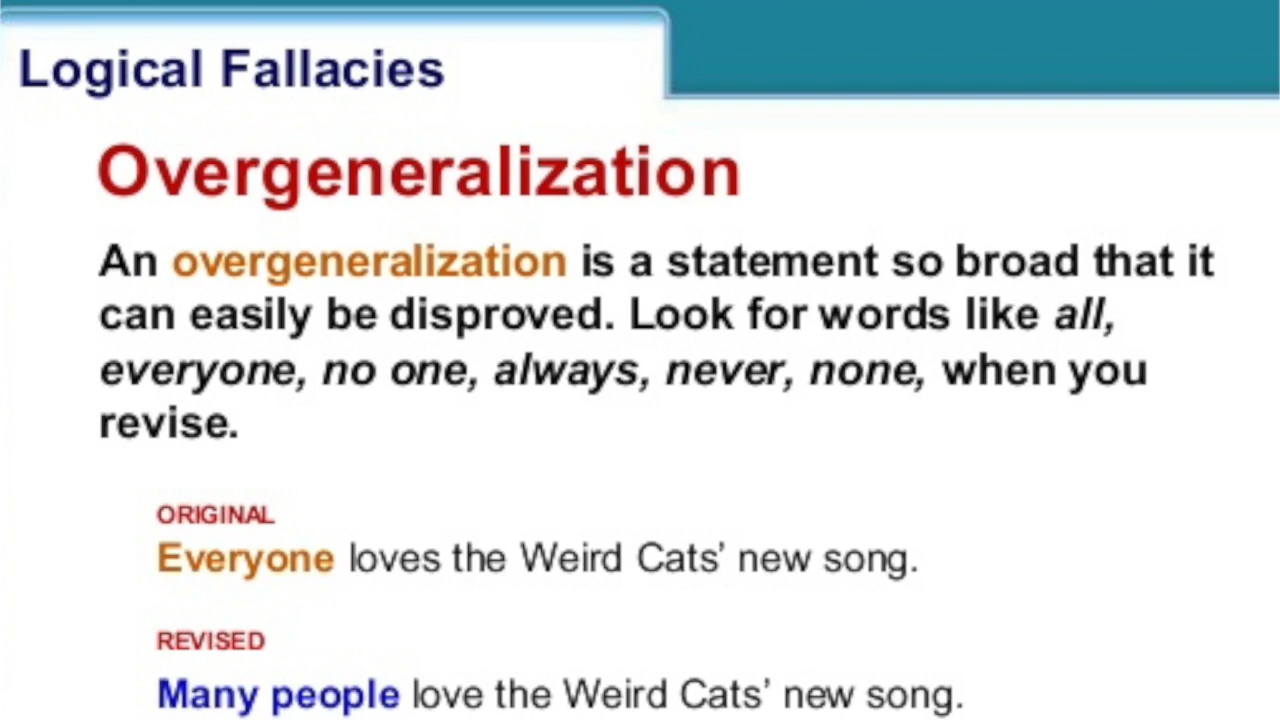 Logical Fallacies
Overgeneralization
An overgeneralization is a statement so broad that it
can easily be disproved. Look for words like all,
everyone, no one, always, never, none, when you
revise.
ORIGINAL
Everyone loves the Weird Cats’ new song.
REVISED
Many people love the Weird Cats’ new song.